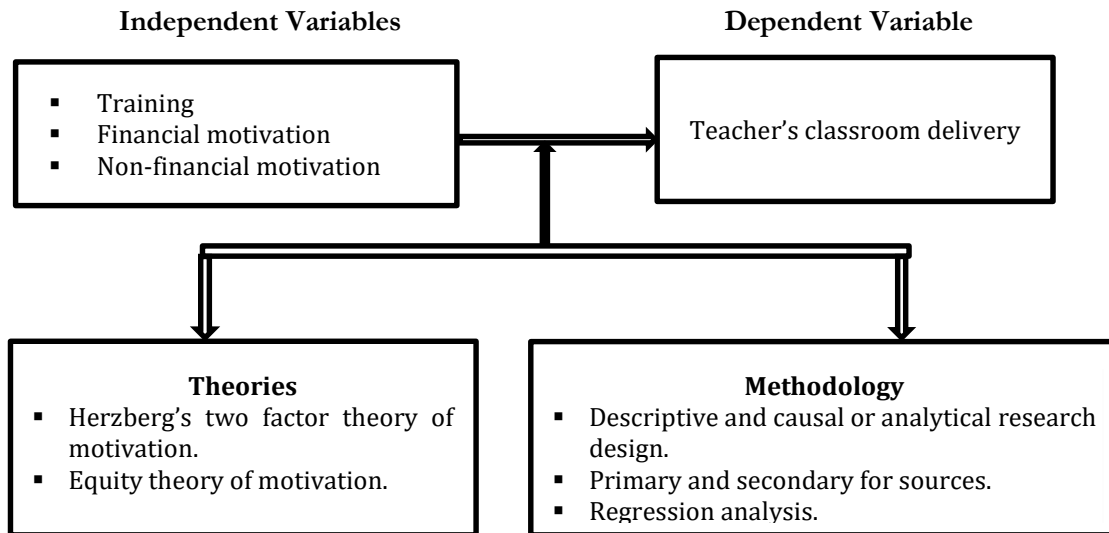 Independent Variables
Dependent Variable
▪ Training
▪ Financial motivation
▪ Non-financial motivation
Teacher’s classroom delivery
Theories
▪ Herzberg’s two factor theory of
motivation.
▪ Equity theory of motivation.
Methodology
▪ Descriptive and causal or analytical research
design.
▪ Primary and secondary for sources.
▪ Regression analysis.